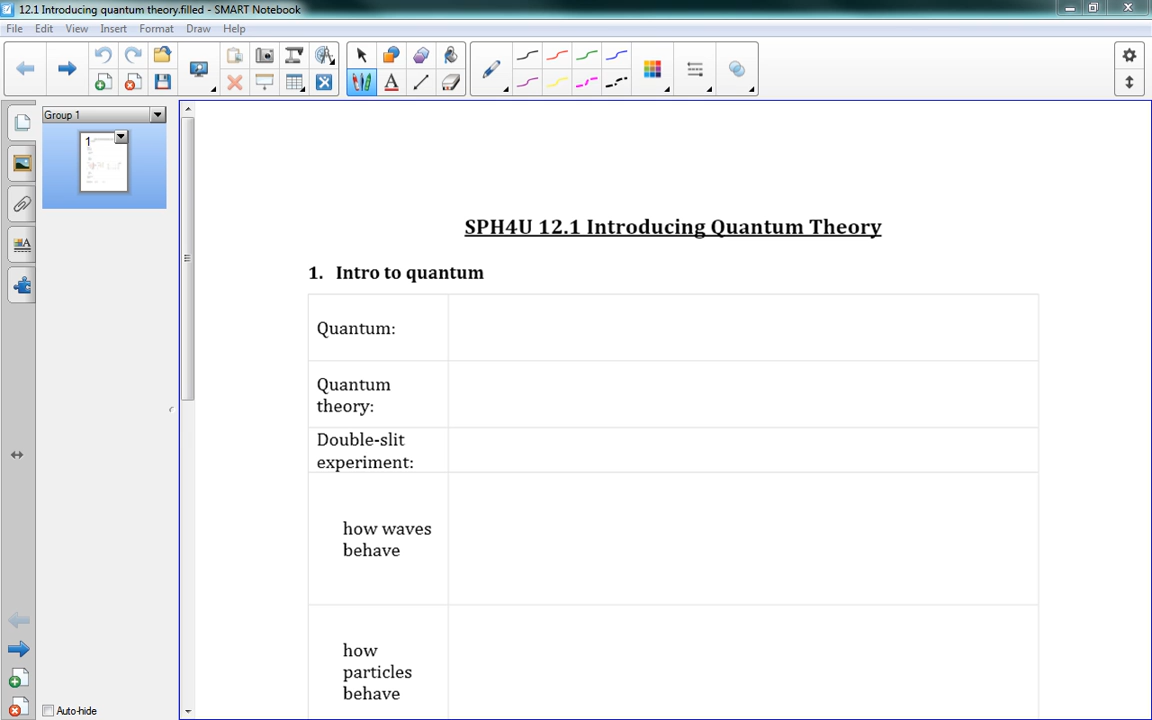 12.1 Introducing quantum theory.filled - SMART Notebook
File Edit View Insert Format Draw Help
Group 1
1
SPH4U 12.1 Introducing Quantum Theory
1. Intro to quantum
Quantum:
Quantum
theory:
Double-slit
experiment:
how waves
behave
how
particles
behave
Auto-hide